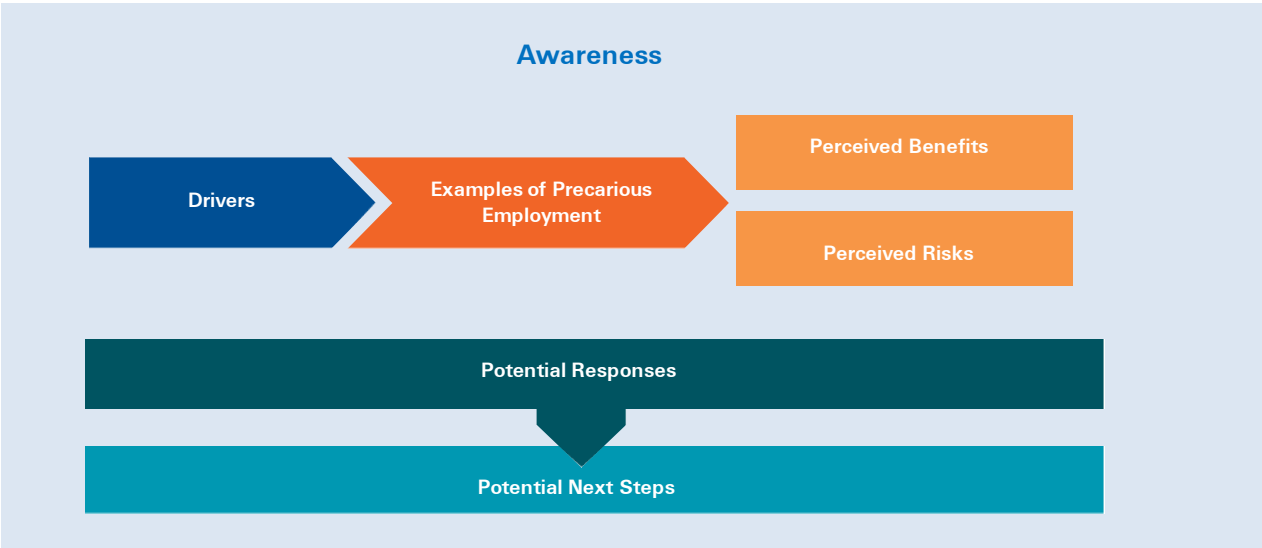 Awareness
Drivers
Examples of Precarious
Employment
Perceived Benefits
Perceived Risks
Potential Responses
Potential Next Steps